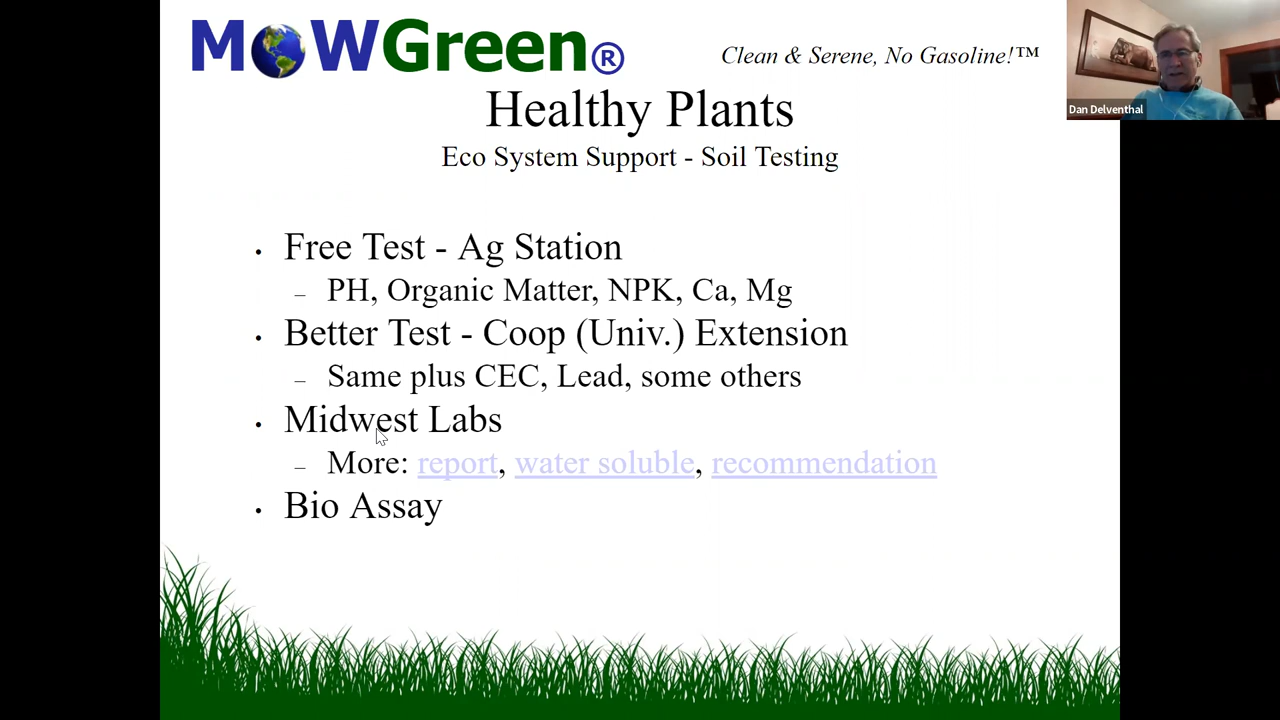 MOWGreen®
Clean & Serene, No Gasoline!™
Dan Delventhal
Healthy Plants
Eco System Support - Soil Testing
• Free Test - Ag Station
– PH, Organic Matter, NPK, Ca, Mg
• Better Test - Coop (Univ.) Extension
– Same plus CEC, Lead, some others
• Midwest Labs
– More: report, water soluble, recommendation
• Bio Assay